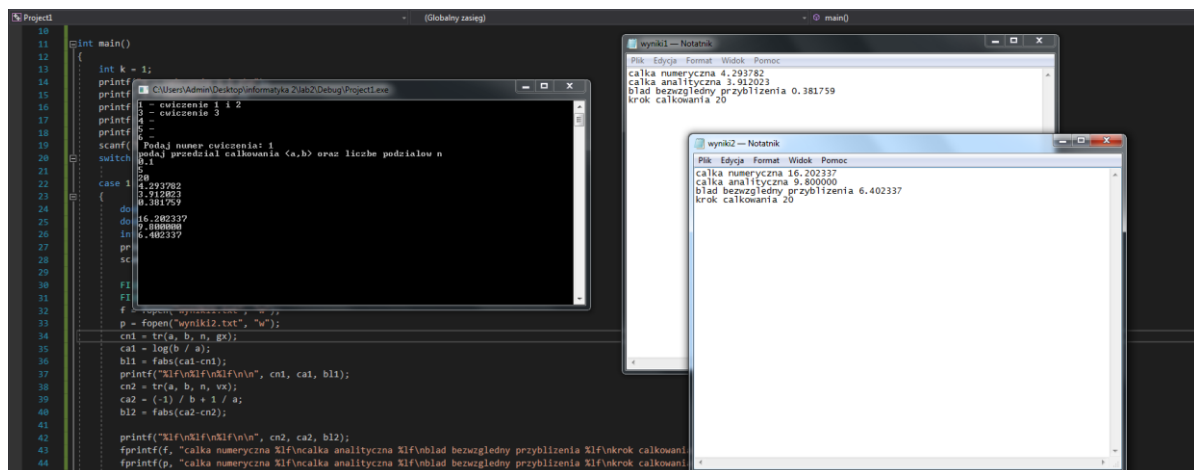 Project1
(Globalny zasięg)
main()
10
11 int main()
12 {
13 int k = 1;
14 printf
15 printf
16 printf
17 printf
18 printf
19 scanf(
20 switch
21
22 case 1
23 {
24 do
25 do
26 in
27 pr
28 sc
29
30 FI
31 FI
32 f = fopen("wyniki1.txt", "w");
33 p = fopen("wyniki2.txt", "w");
34 cn1 = tr(a, b, n, gx);
35 ca1 = log(b / a);
36 bl1 = fabs(ca1-cn1);
37 printf("%lf\n%lf\n%lf\n\n", cn1, ca1, bl1);
38 cn2 = tr(a, b, n, vx);
39 ca2 = (-1) / b + 1 / a;
40 bl2 = fabs(ca2-cn2);
41
42 printf("%lf\n%lf\n%lf\n\n", cn2, ca2, bl2);
43 fprintf(f, "calka numeryczna %lf\ncalka analityczna %lf\nblad bezwzgledny przyblizenia %lf\nkrok calkowani
44 fprintf(p, "calka numeryczna %lf\ncalka analityczna %lf\nblad bezwzgledny przyblizenia %lf\nkrok calkowani
C:\Users\Admin\Desktop\informatyka 2\lab2\Debug\Project1.exe
1 - cwiczenie 1 i 2
3 - cwiczenie 3
4 -
5 -
6 -
Podaj numer cwiczenia: 1
podaj przedzial calkowania <a,b> oraz liczbe podzialow n
0.1
5
20
4.293782
3.912023
0.381759
16.202337
9.800000
6.402337
wyniki1 — Notatnik
Plik Edycja Format Widok Pomoc
calka numeryczna 4.293782
calka analityczna 3.912023
blad bezwzgledny przyblizenia 0.381759
krok calkowania 20
wyniki2 — Notatnik
Plik Edycja Format Widok Pomoc
calka numeryczna 16.202337
calka analityczna 9.800000
blad bezwzgledny przyblizenia 6.402337
krok calkowania 20